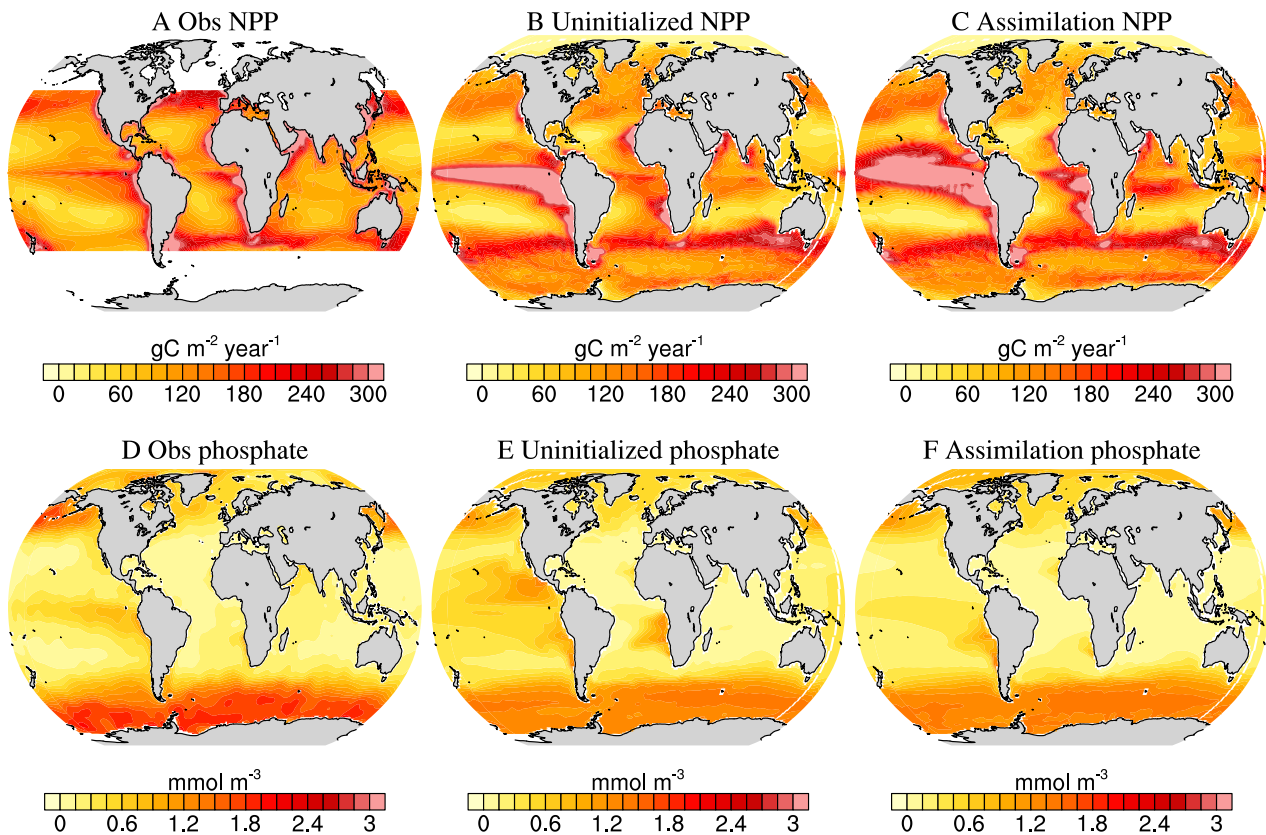 A Obs NPP
B Uninitialized NPP
C Assimilation NPP
gC m⁻² year⁻¹
0 60 120 180 240 300
gC m⁻² year⁻¹
0 60 120 180 240 300
gC m⁻² year⁻¹
0 60 120 180 240 300
D Obs phosphate
E Uninitialized phosphate
F Assimilation phosphate
mmol m⁻³
0 0.6 1.2 1.8 2.4 3
mmol m⁻³
0 0.6 1.2 1.8 2.4 3
mmol m⁻³
0 0.6 1.2 1.8 2.4 3